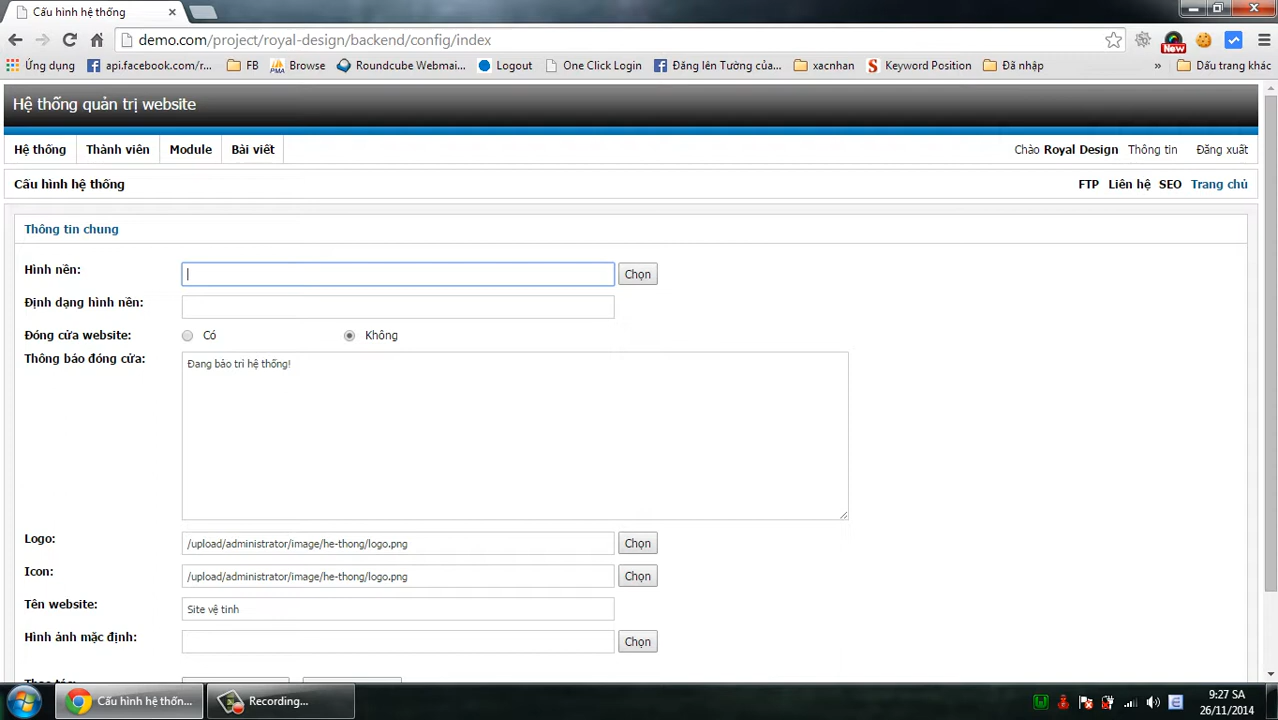 Cấu hình hệ thống
demo.com/project/royal-design/backend/config/index
New
Ứng dụng api.facebook.com/r... FB Browse Roundcube Webmai... Logout One Click Login Đăng lên Tường của... xacnhan Keyword Position Đã nhập » Dấu trang khác
PMA
Hệ thống quản trị website
Hệ thống Thành viên Module Bài viết Chào Royal Design Thông tin Đăng xuất
Cấu hình hệ thống FTP Liên hệ SEO Trang chủ
Thông tin chung
Hình nền: Chọn
Định dạng hình nền:
Đóng cửa website: Có Không
Thông báo đóng cửa: Đang bảo trì hệ thống!
Logo: /upload/administrator/image/he-thong/logo.png Chọn
Icon: /upload/administrator/image/he-thong/logo.png Chọn
Tên website: Site vệ tinh
Hình ảnh mặc định: Chọn
Cấu hình hệ thốn... Recording...
9:27 SA
26/11/2014